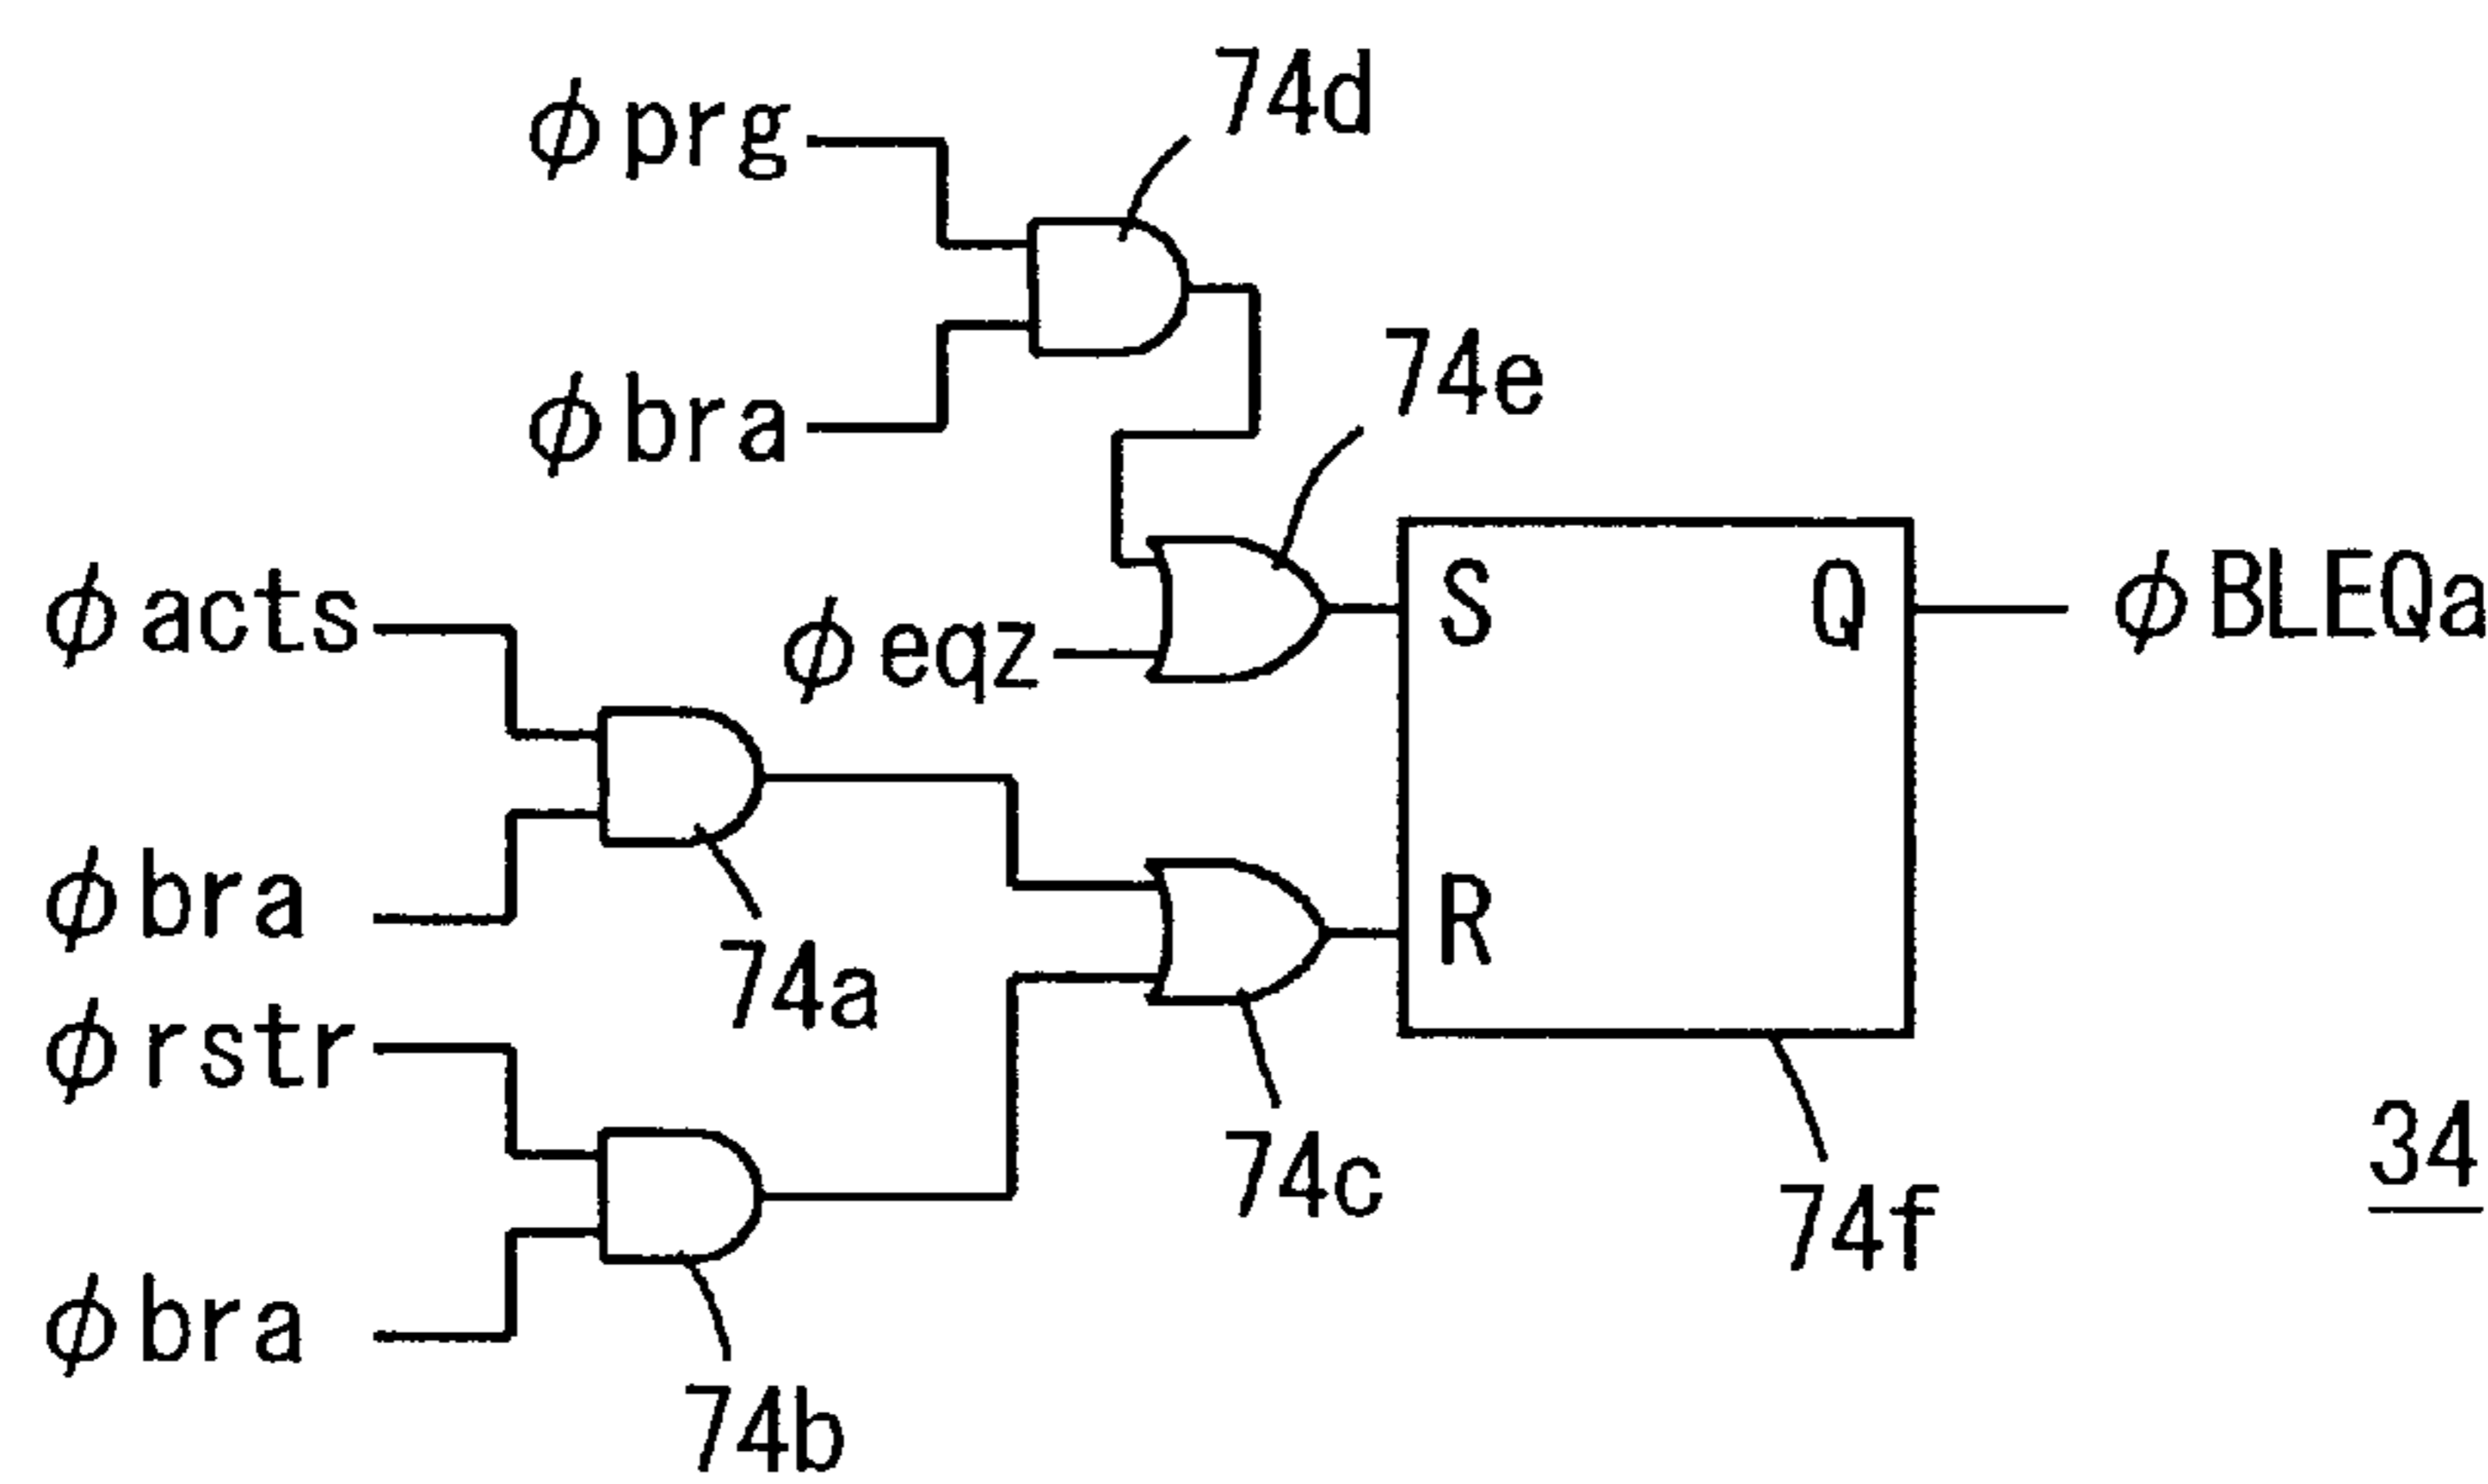 74d
φprg
φbra
74e
φacts
φeqz
S
Q
φBLEQa
φbra
R
74a
φrstr
74c
34
74f
φbra
74b